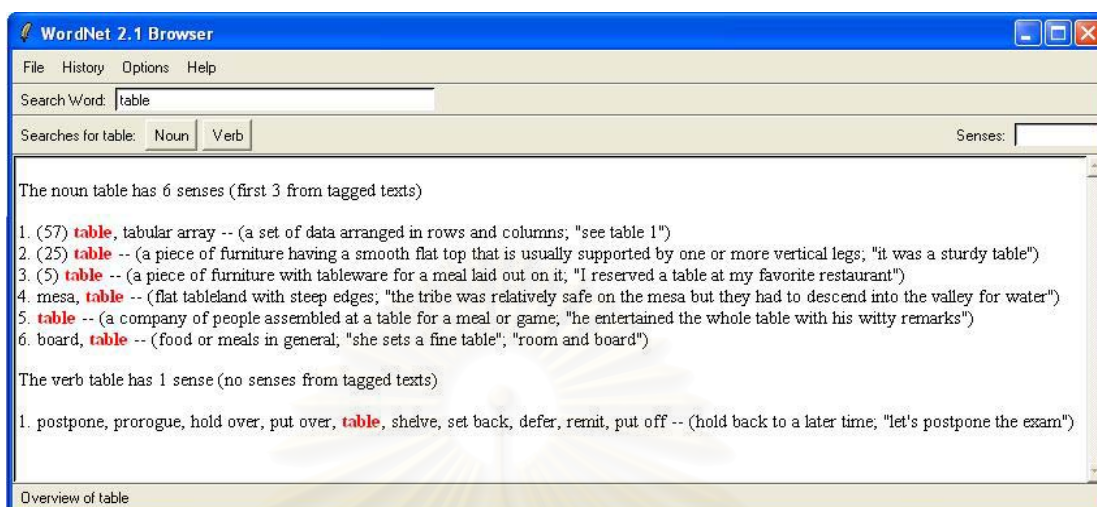 WordNet 2.1 Browser
File History Options Help
Search Word: table
Searches for table: Noun Verb Senses:
The noun table has 6 senses (first 3 from tagged texts)
1. (57) table, tabular array -- (a set of data arranged in rows and columns; "see table 1")
2. (25) table -- (a piece of furniture having a smooth flat top that is usually supported by one or more vertical legs; "it was a sturdy table")
3. (5) table -- (a piece of furniture with tableware for a meal laid out on it; "I reserved a table at my favorite restaurant")
4. mesa, table -- (flat tableland with steep edges; "the tribe was relatively safe on the mesa but they had to descend into the valley for water")
5. table -- (a company of people assembled at a table for a meal or game; "he entertained the whole table with his witty remarks")
6. board, table -- (food or meals in general; "she sets a fine table"; "room and board")
The verb table has 1 sense (no senses from tagged texts)
1. postpone, prorogue, hold over, put over, table, shelve, set back, defer, remit, put off -- (hold back to a later time; "let's postpone the exam")
Overview of table